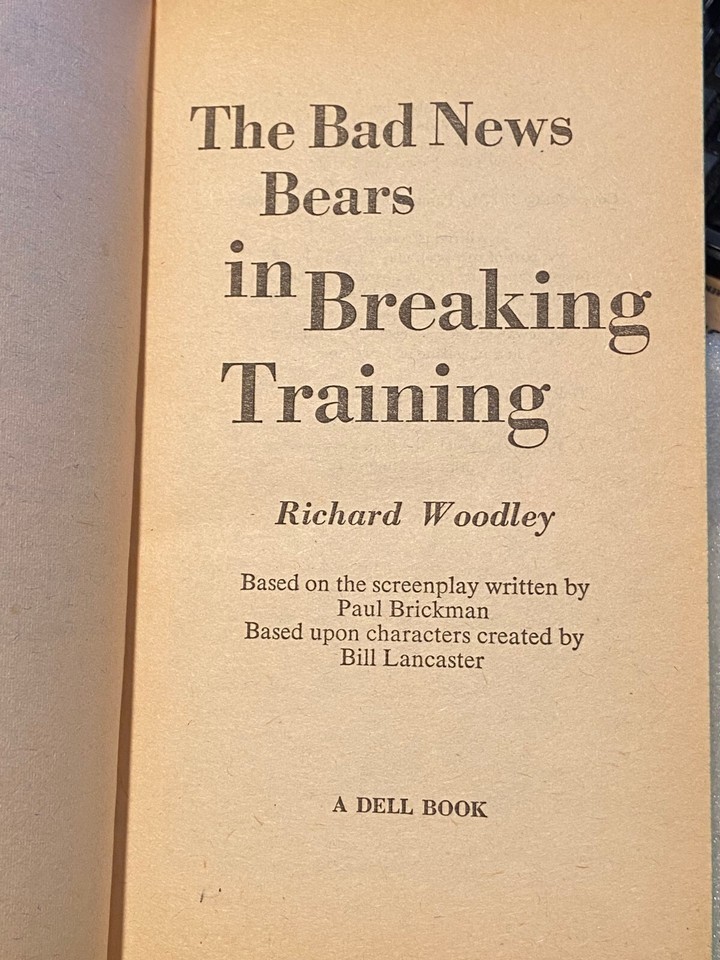 The Bad News
Bears
in Breaking
Training
Richard Woodley
Based on the screenplay written by
Paul Brickman
Based upon characters created by
Bill Lancaster
A DELL BOOK